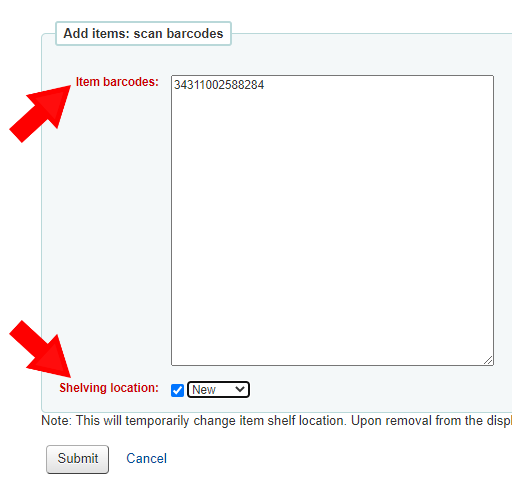 Add items: scan barcodes
Item barcodes:
34311002588284
Shelving location:
New
Note: This will temporarily change item shelf location. Upon removal from the
Submit
Cancel